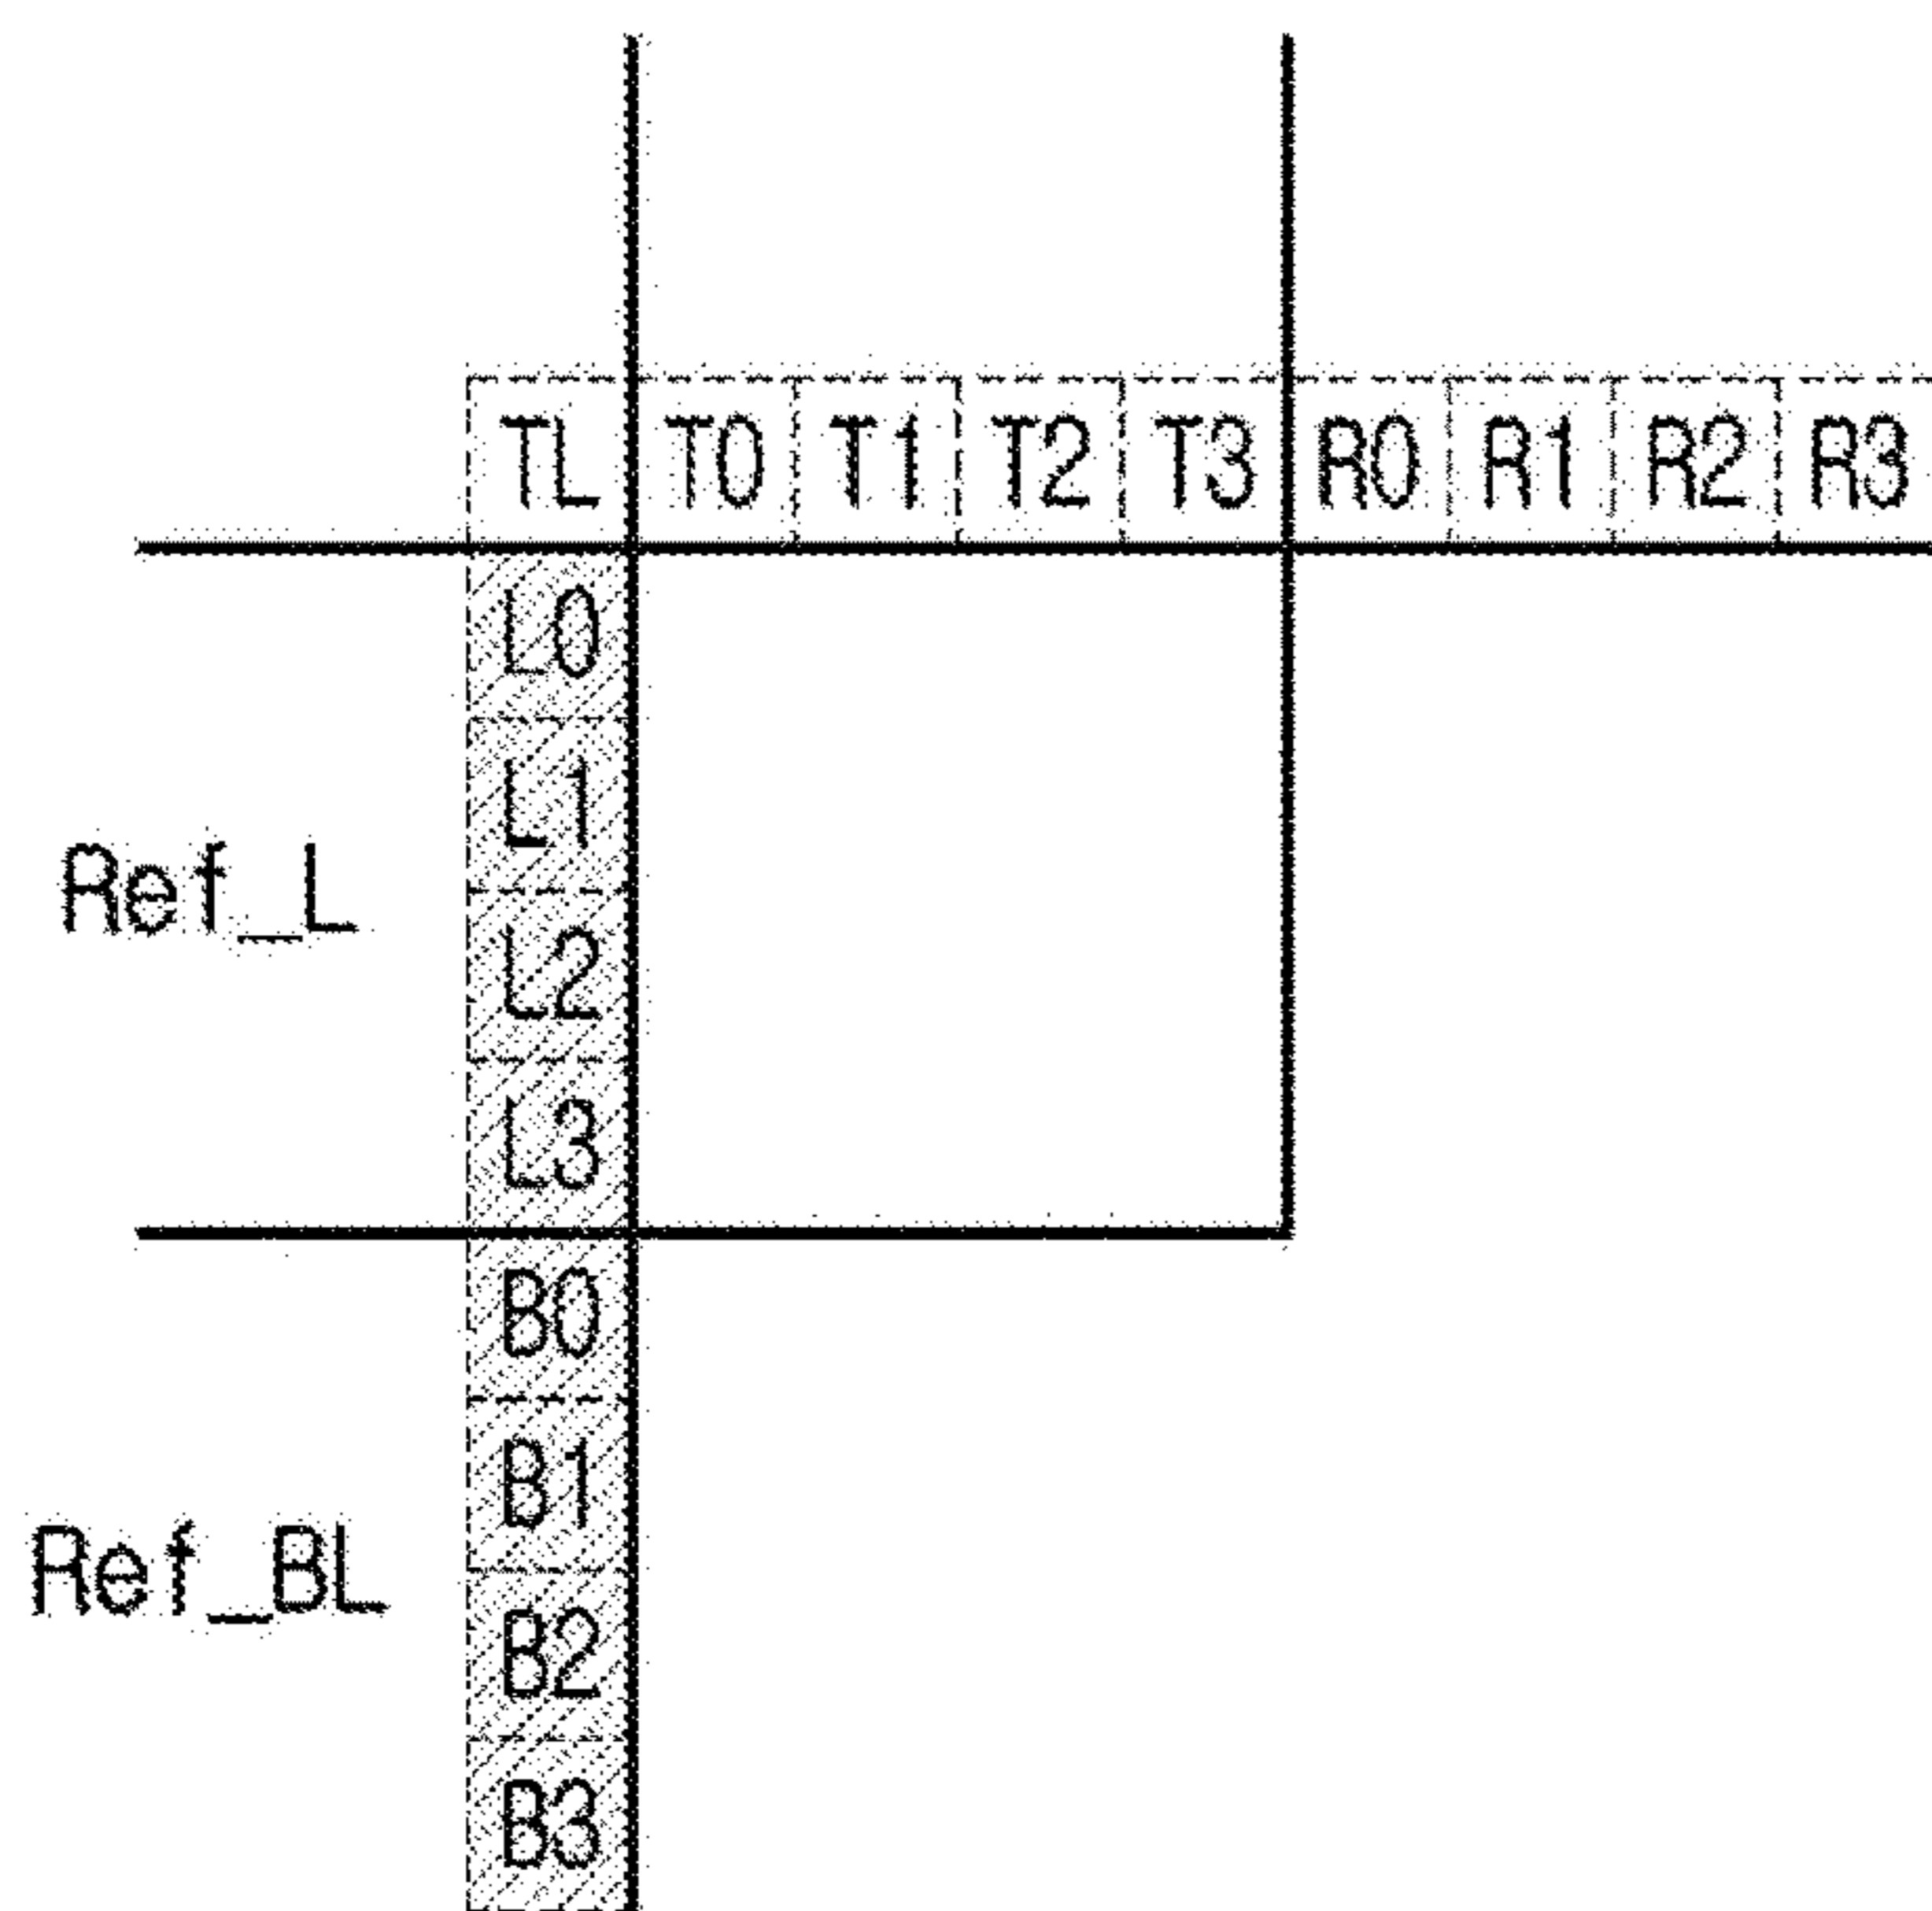 TL T0 T1 T2 T3 R0 R1 R2 R3
L0
L1
Ref_L
L2
L3
B0
B1
Ref_BL
B2
B3